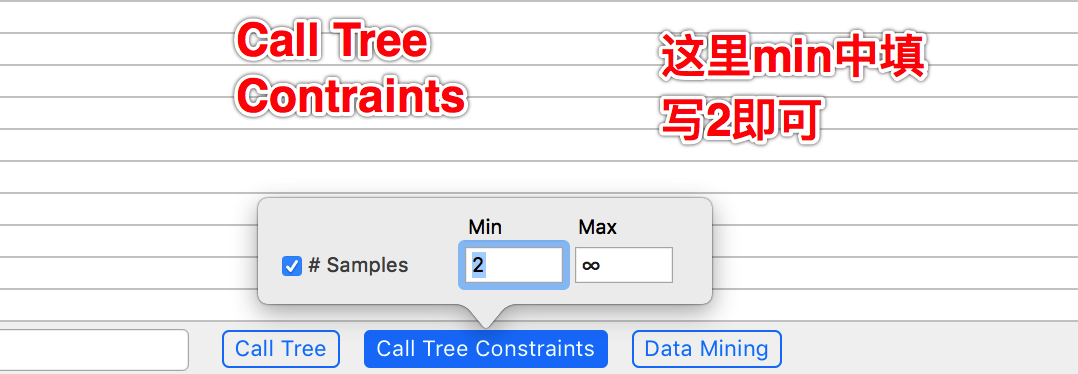 Call Tree
Contraints
这里min中填
写2即可
Min Max
# Samples 2 ∞
Call Tree Call Tree Constraints Data Mining